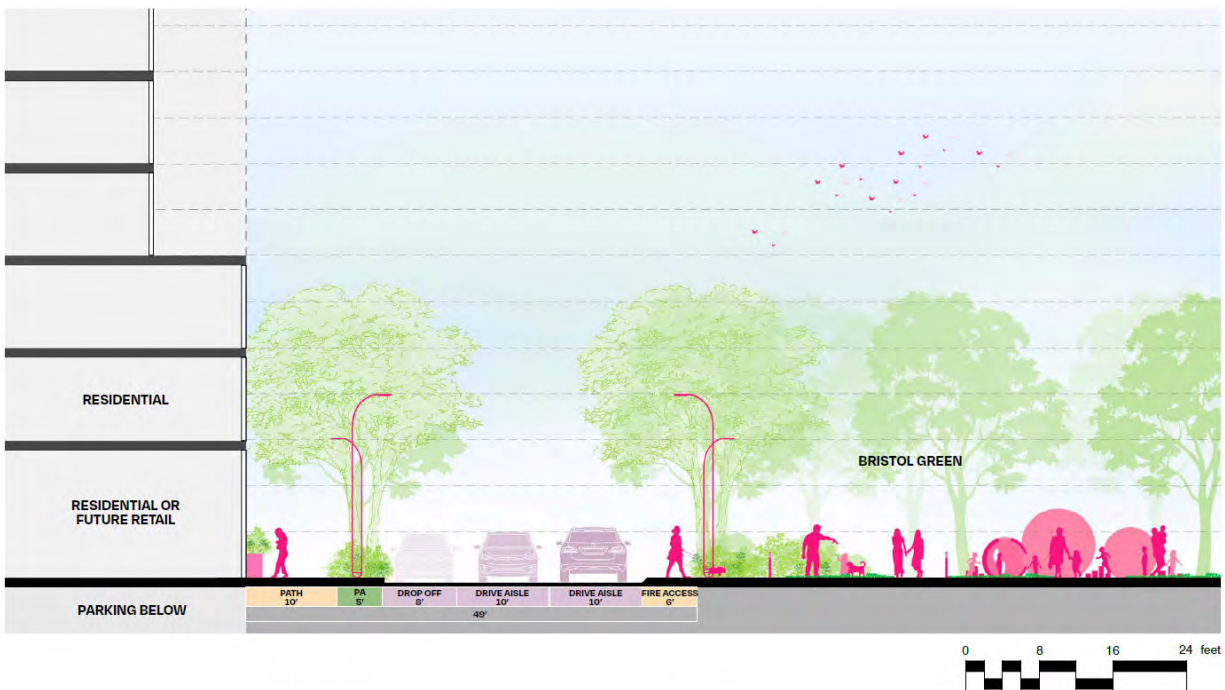 RESIDENTIAL
BRISTOL GREEN
RESIDENTIAL OR
FUTURE RETAIL
PARKING BELOW
PATH
10'
PA
5'
DROP OFF
8'
DRIVE AISLE
10'
DRIVE AISLE
10'
FIRE ACCESS
6'
49'
0 8 16 24 feet